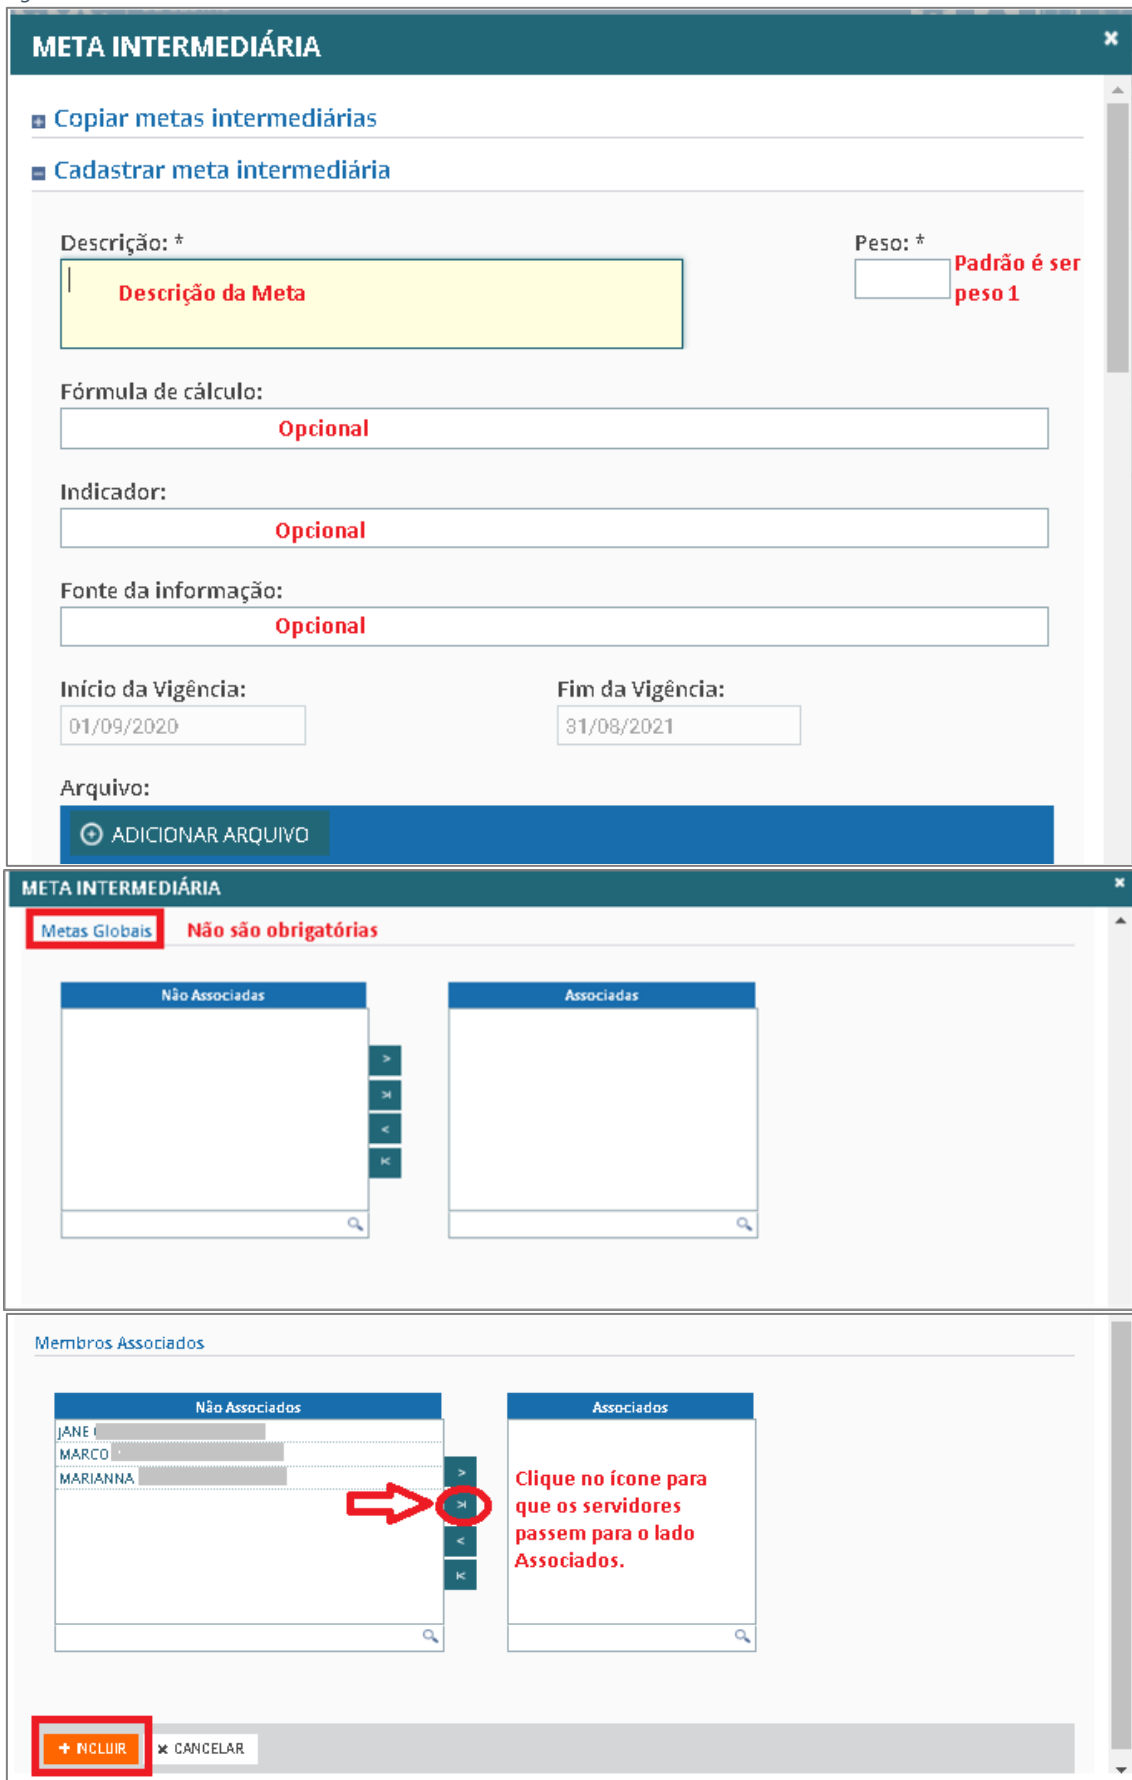 META INTERMEDIÁRIA
Copiar metas intermediárias
Cadastrar meta intermediária
Descrição: *
Peso: *
Descrição da Meta
Padrão é ser
peso 1
Fórmula de cálculo:
Opcional
Indicador:
Opcional
Fonte da informação:
Opcional
Início da Vigência:
Fim da Vigência:
01/09/2020
31/08/2021
Arquivo:
ADICIONAR ARQUIVO
META INTERMEDIÁRIA
Metas Globais
Não são obrigatórias
Não Associadas
Associadas
Membros Associados
Não Associados
Associados
JANE
MARCO
MARIANNA
Clique no ícone para
que os servidores
passem para o lado
Associados.
INCLUIR
CANCELAR